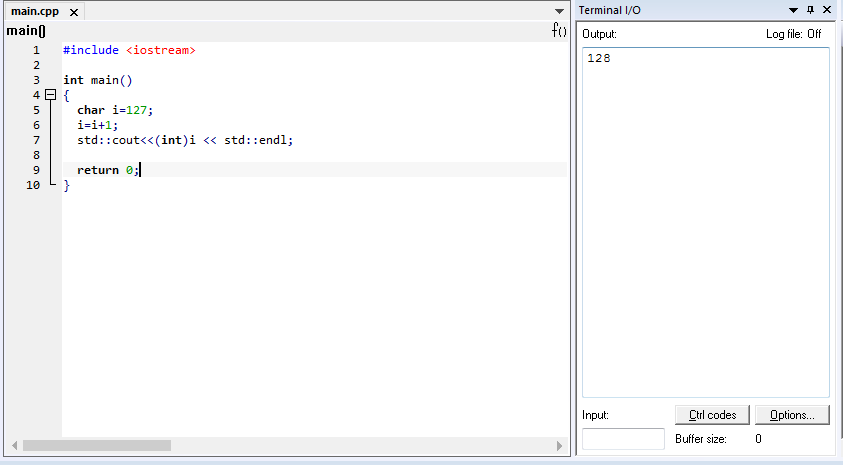 main.cpp x
main()
f()
1 #include <iostream>
2
3 int main()
4 {
5 char i=127;
6 i=i+1;
7 std::cout<<(int)i << std::endl;
8
9 return 0;
10 }
Terminal I/O
Output: Log file: Off
128
Input: Ctrl codes Options...
Buffer size: 0